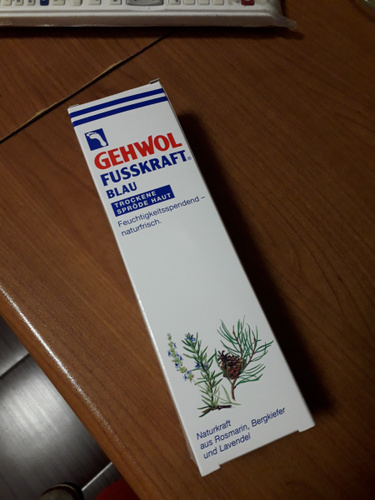 GEHWOL
FUSSKRAFT®
BLAU
TROCKENE
SPRÖDE HAUT
Feuchtigkeitsspendend –
naturfrisch.
Naturkraft
aus Rosmarin, Bergkiefer
und Lavendel